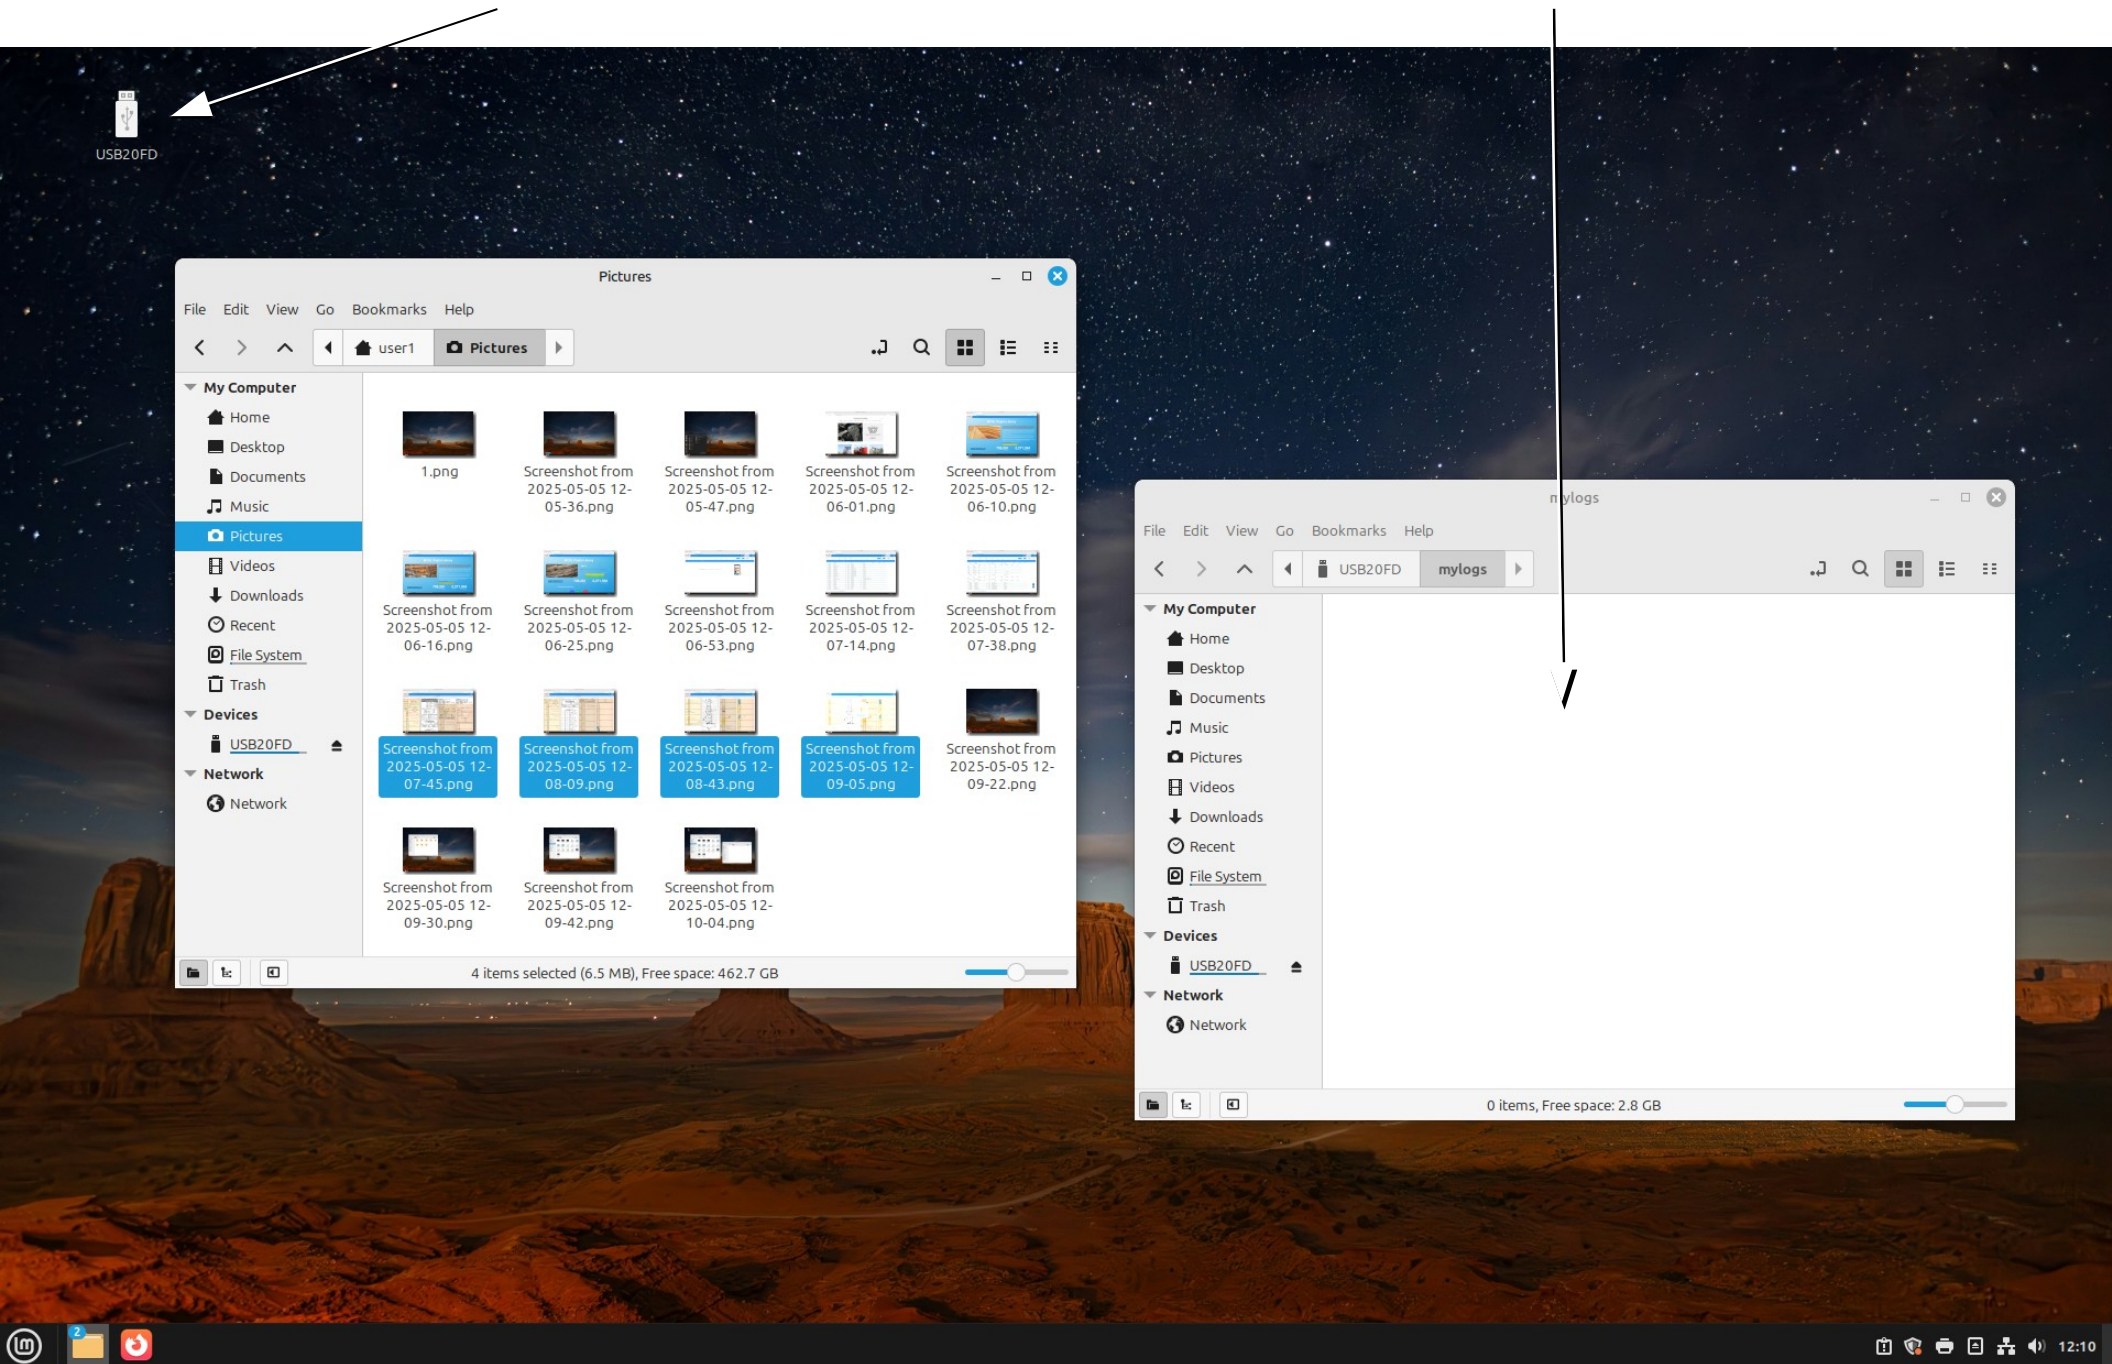 USB20FD
Pictures
File Edit View Go Bookmarks Help
user1 Pictures
My Computer
Home
Desktop
Documents
Music
Pictures
Videos
Downloads
Recent
File System
Trash
Devices
USB20FD
Network
Network
1.png
Screenshot from
2025-05-05 12-
05-36.png
Screenshot from
2025-05-05 12-
05-47.png
Screenshot from
2025-05-05 12-
06-01.png
Screenshot from
2025-05-05 12-
06-10.png
Screenshot from
2025-05-05 12-
06-16.png
Screenshot from
2025-05-05 12-
06-25.png
Screenshot from
2025-05-05 12-
06-53.png
Screenshot from
2025-05-05 12-
07-14.png
Screenshot from
2025-05-05 12-
07-38.png
Screenshot from
2025-05-05 12-
07-45.png
Screenshot from
2025-05-05 12-
08-09.png
Screenshot from
2025-05-05 12-
08-43.png
Screenshot from
2025-05-05 12-
09-05.png
Screenshot from
2025-05-05 12-
09-22.png
Screenshot from
2025-05-05 12-
09-30.png
Screenshot from
2025-05-05 12-
09-42.png
Screenshot from
2025-05-05 12-
10-04.png
4 items selected (6.5 MB), Free space: 462.7 GB
mylogs
File Edit View Go Bookmarks Help
USB20FD mylogs
My Computer
Home
Desktop
Documents
Music
Pictures
Videos
Downloads
Recent
File System
Trash
Devices
USB20FD
Network
Network
0 items, Free space: 2.8 GB
2
12:10